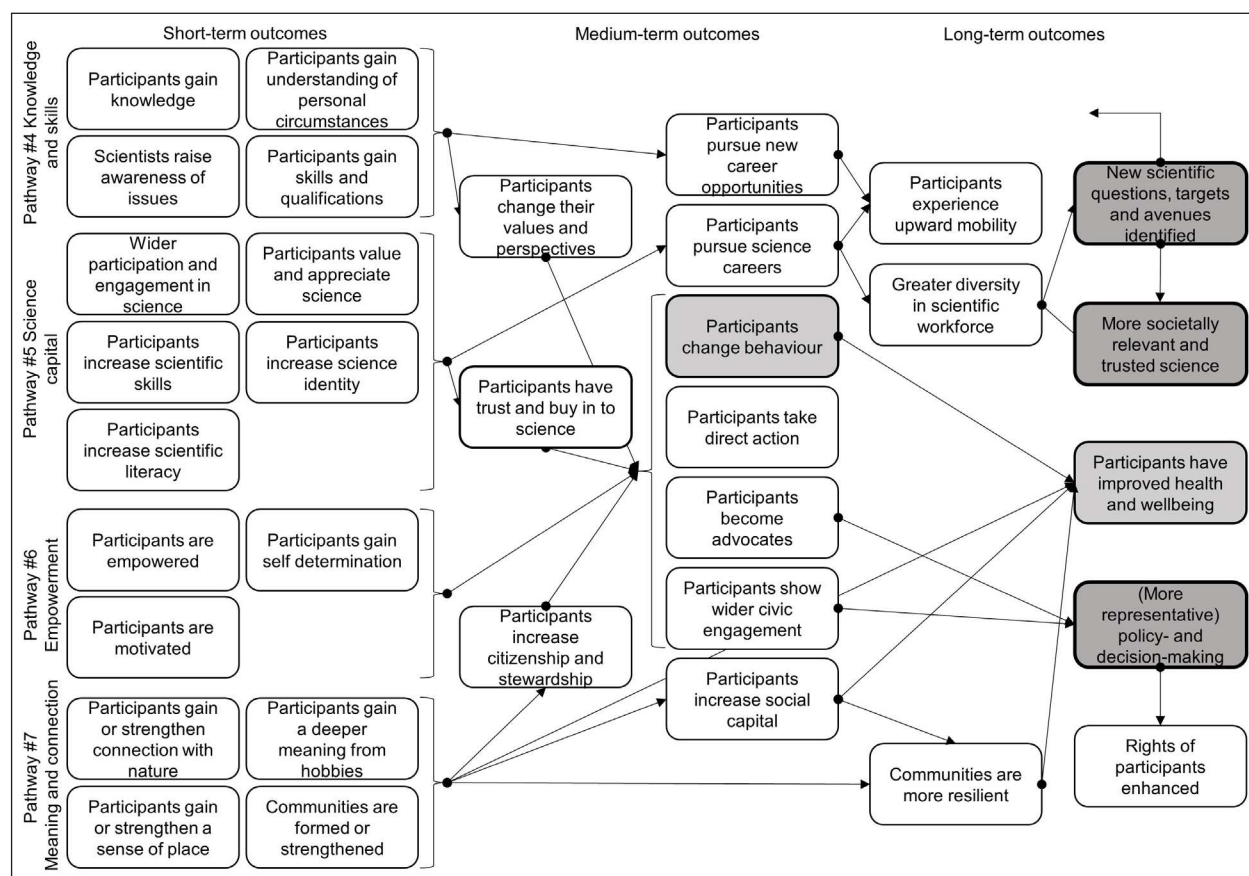 Short-term outcomes
Medium-term outcomes
Long-term outcomes
Pathway #4 Knowledge
and skills
Participants gain
knowledge
Participants gain
understanding of
personal
circumstances
Scientists raise
awareness of
issues
Participants gain
skills and
qualifications
Pathway #5 Science
capital
Wider
participation and
engagement in
science
Participants value
and appreciate
science
Participants
increase scientific
skills
Participants
increase science
identity
Participants
increase scientific
literacy
Pathway #6
Empowerment
Participants are
empowered
Participants gain
self determination
Participants are
motivated
Pathway #7
Meaning and connection
Participants gain
or strengthen
connection with
nature
Participants gain
a deeper
meaning from
hobbies
Participants gain
or strengthen a
sense of place
Communities are
formed or
strengthened
Participants
change their
values and
perspectives
Participants have
trust and buy in to
science
Participants
increase
citizenship and
stewardship
Participants
pursue new
career
opportunities
Participants
pursue science
careers
Participants
change behaviour
Participants take
direct action
Participants
become
advocates
Participants show
wider civic
engagement
Participants
increase social
capital
Participants
experience
upward mobility
Greater diversity
in scientific
workforce
Communities are
more resilient
New scientific
questions, targets
and avenues
identified
More societally
relevant and
trusted science
Participants have
improved health
and wellbeing
(More
representative)
policy- and
decision-making
Rights of
participants
enhanced